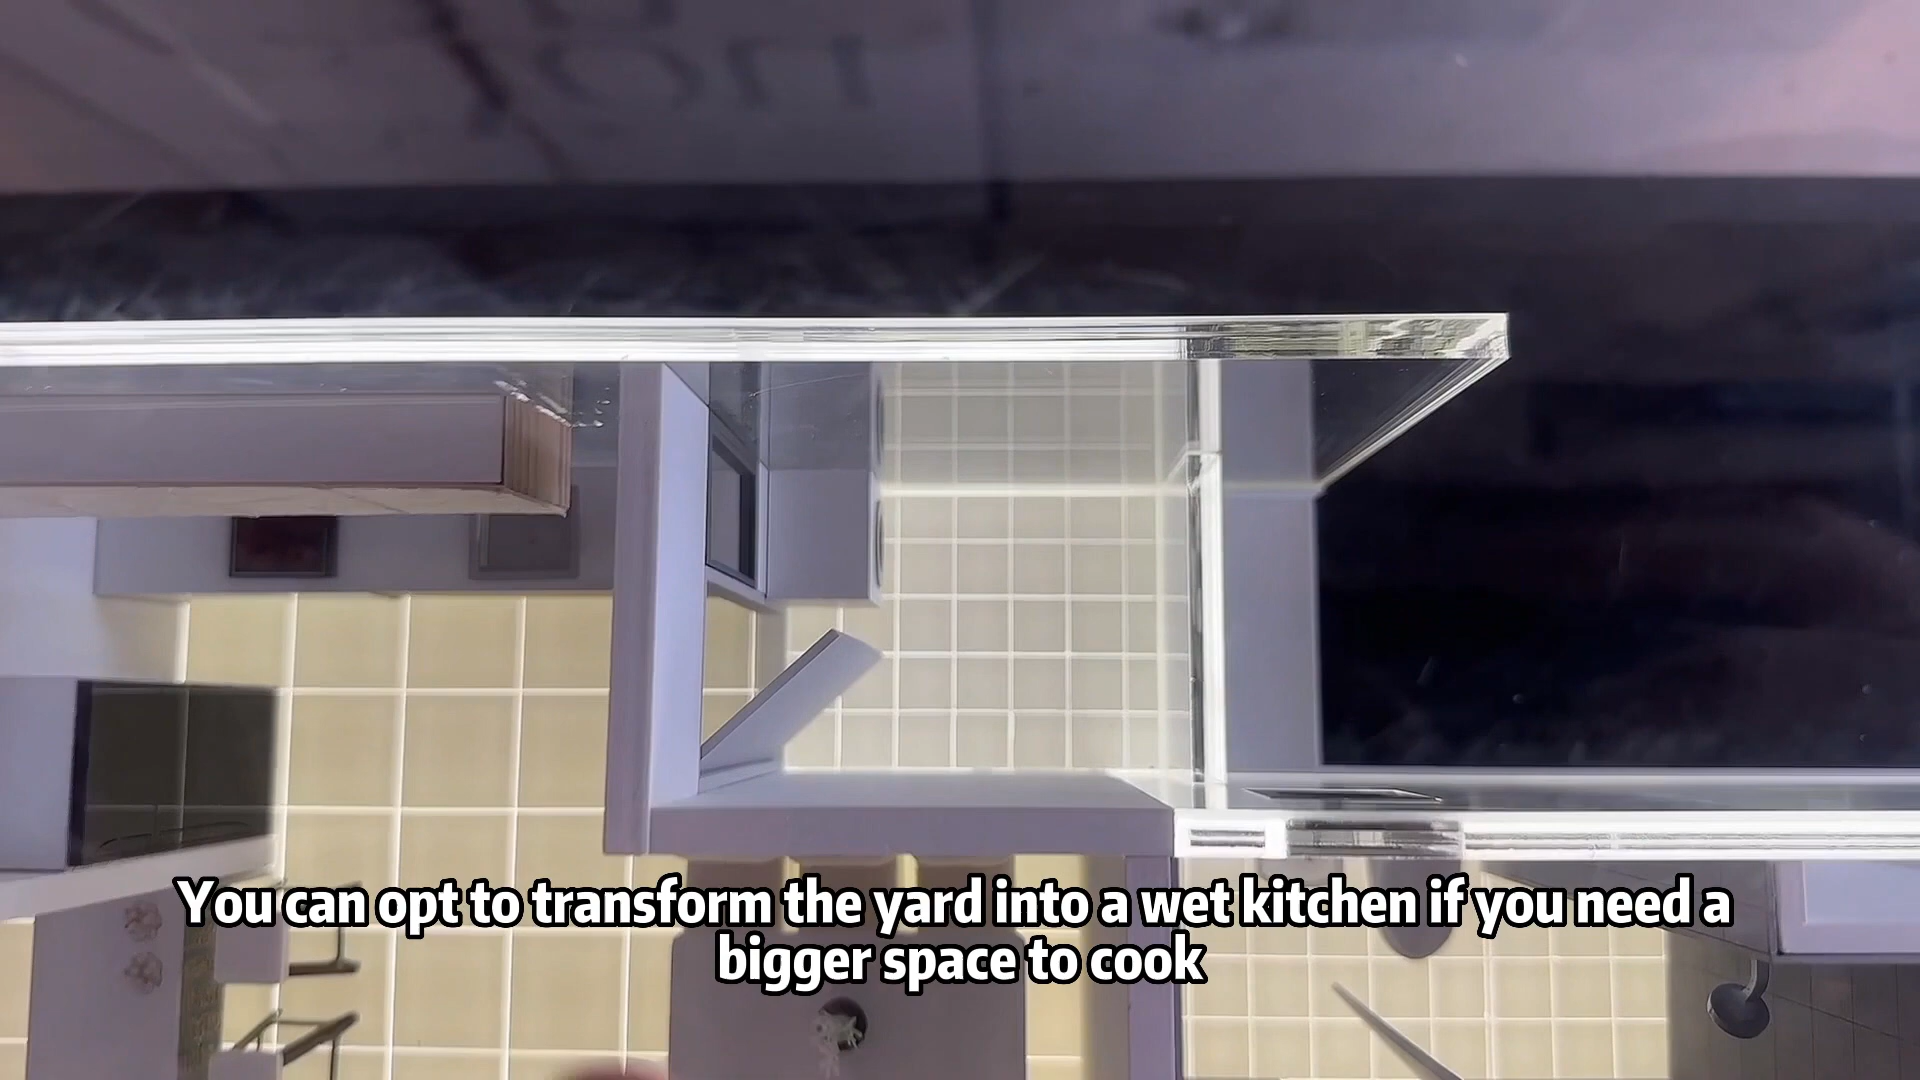 You can opt to transform the yard into a wet kitchen if you need a
bigger space to cook